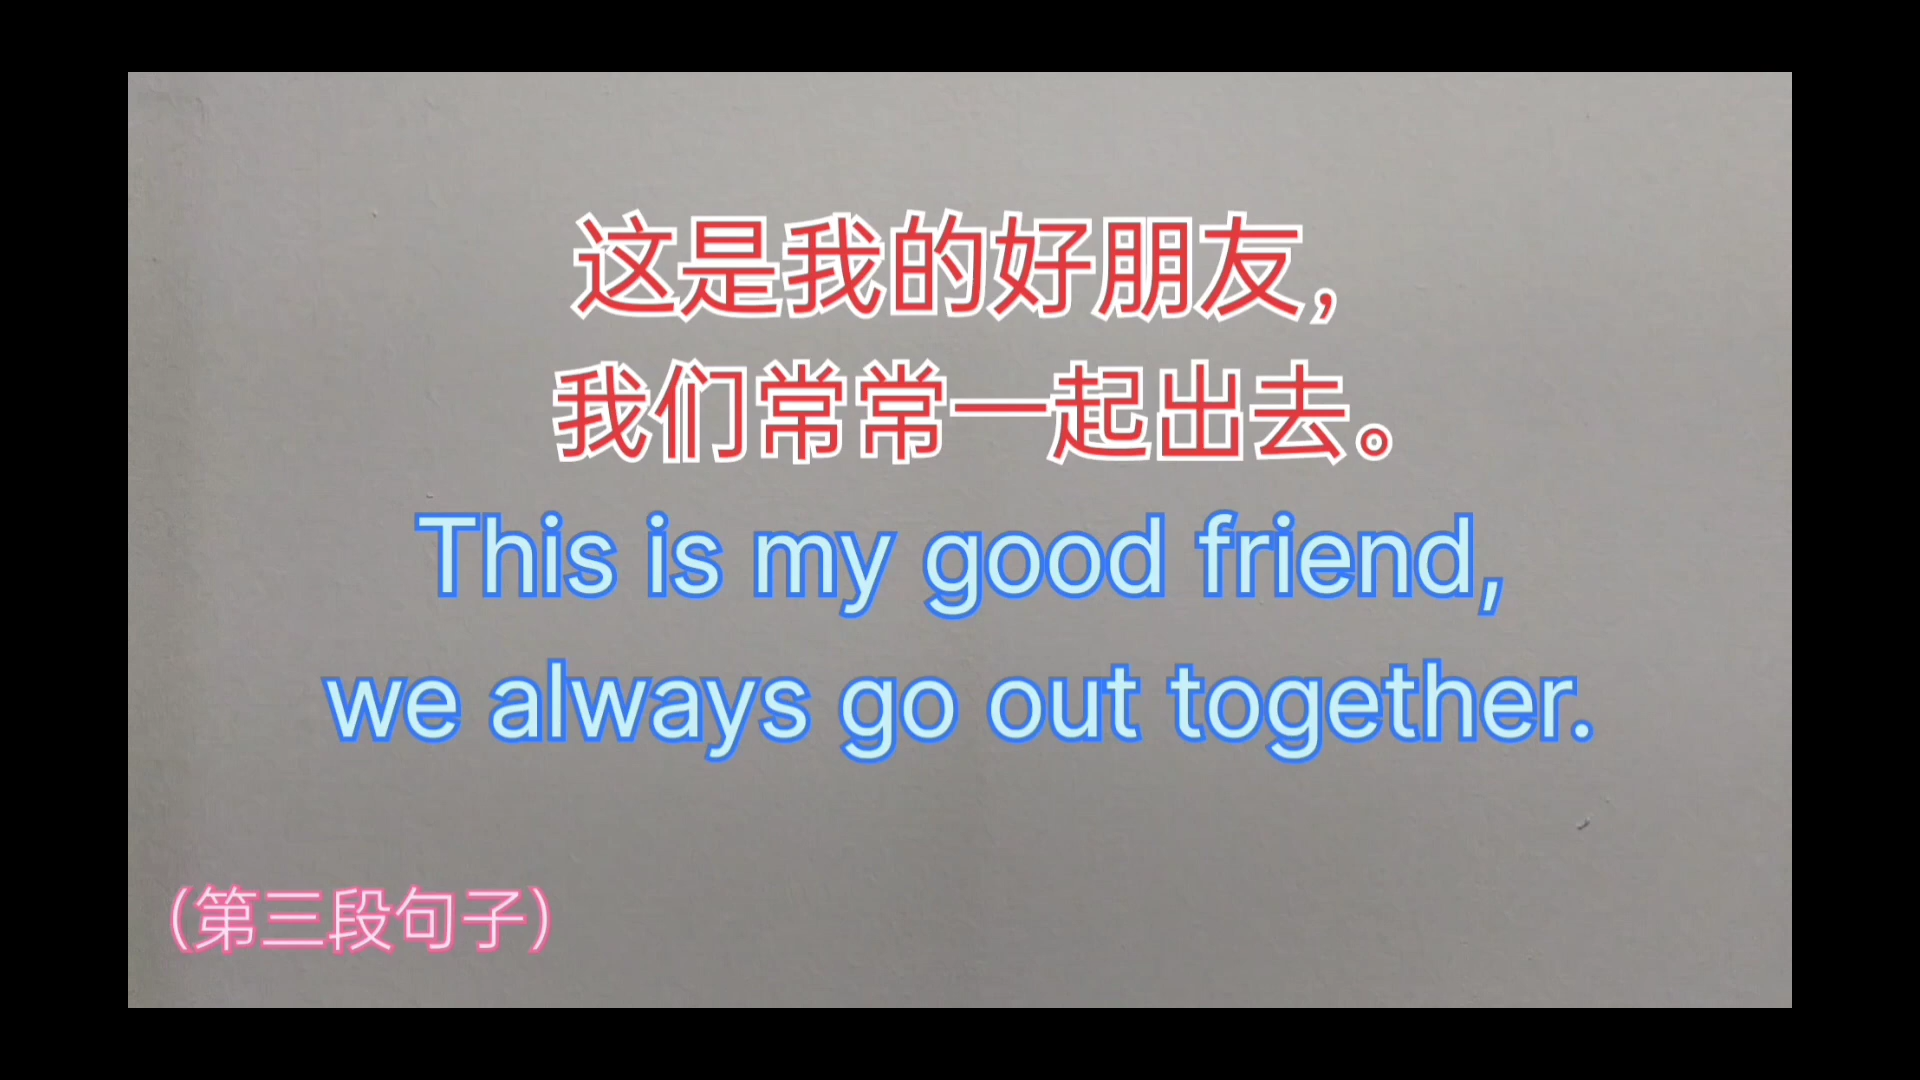 这是我的好朋友，
我们常常一起出去。
This is my good friend,
we always go out together.
（第三段句子）